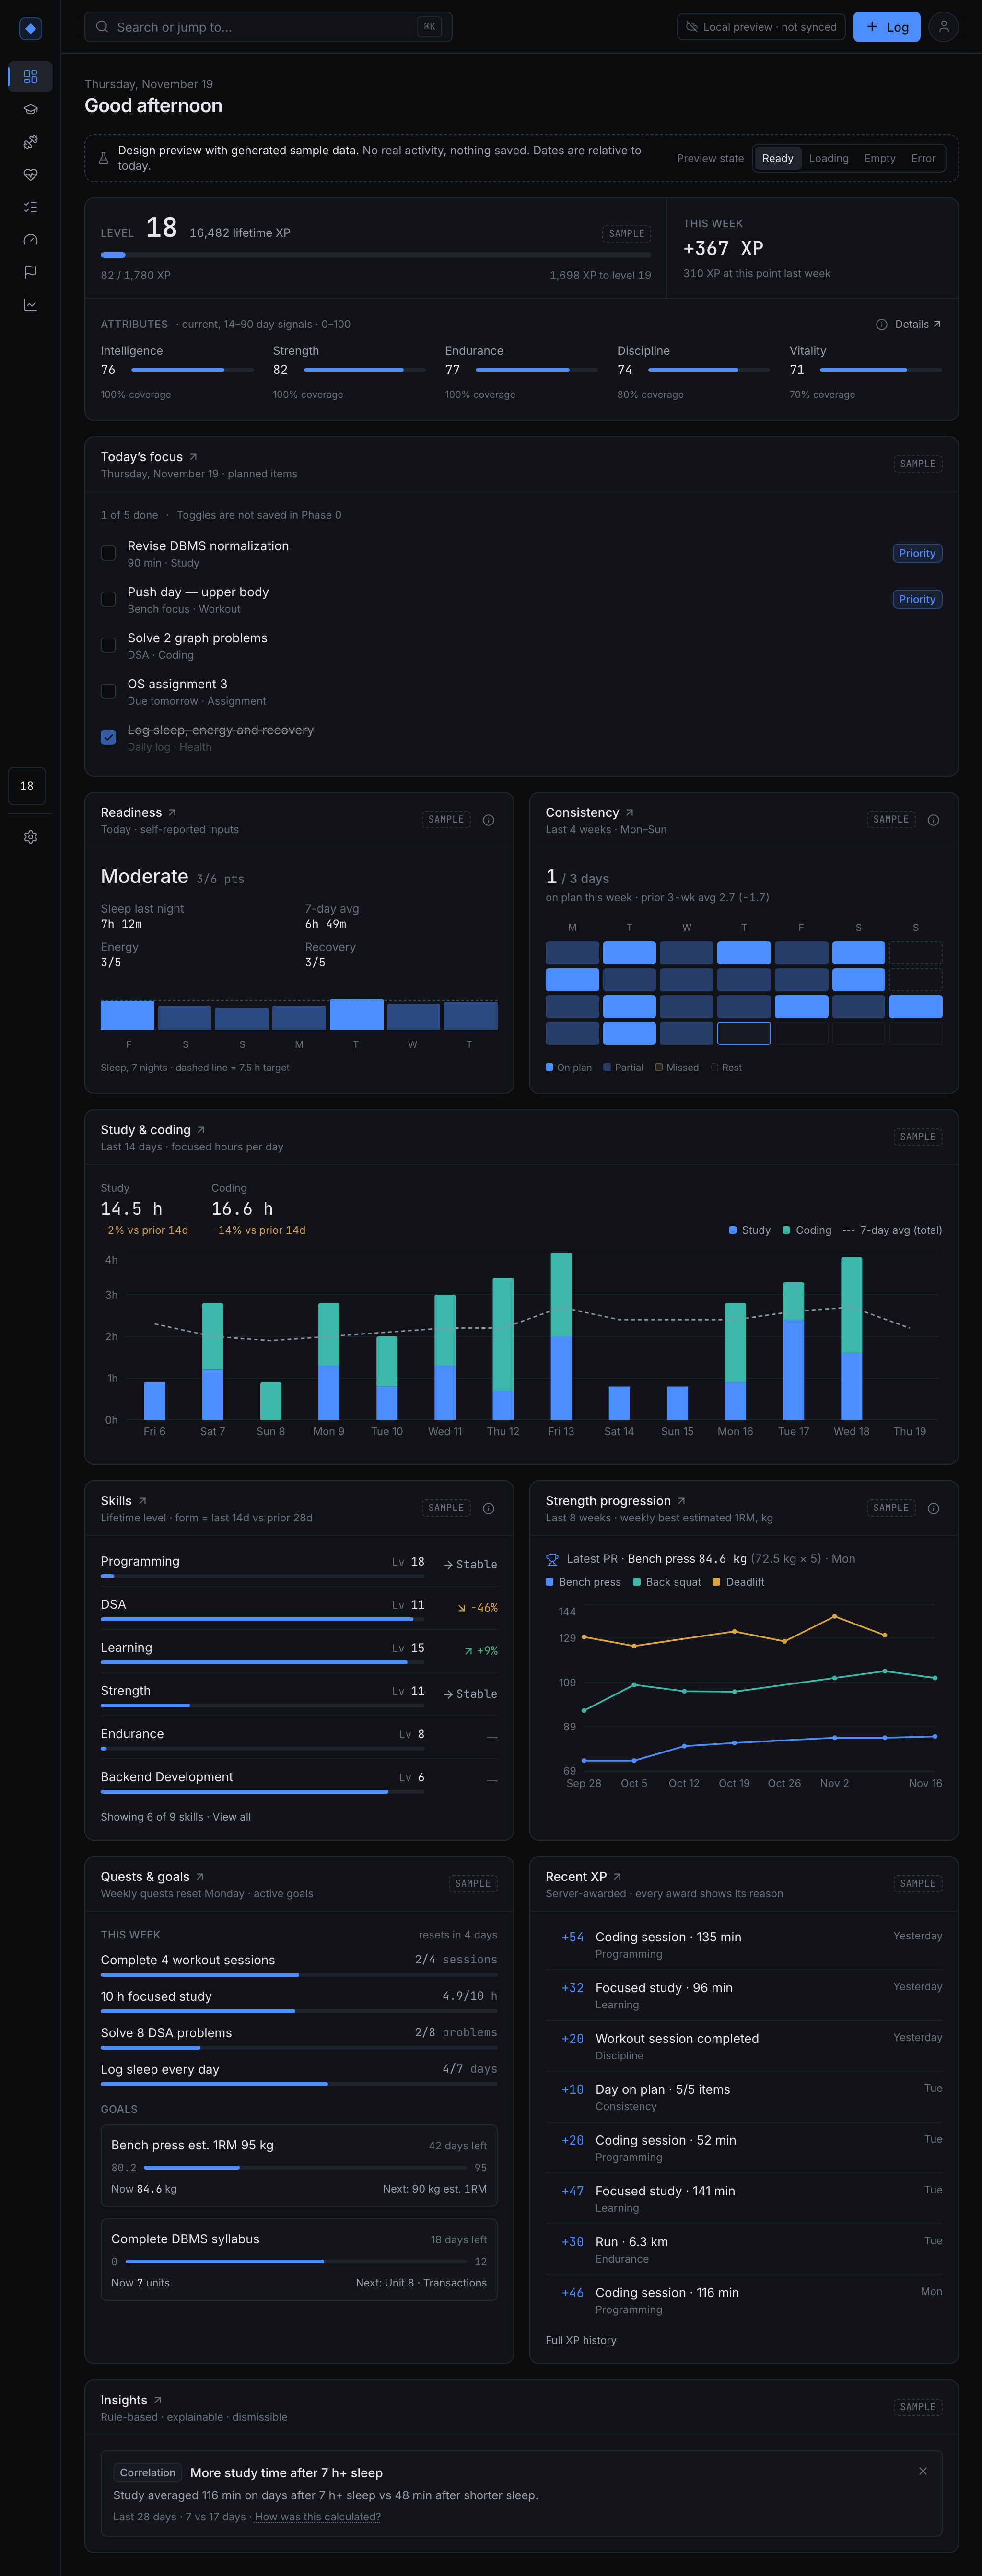 Search or jump to...
⌘K
Local preview · not synced
+ Log
Thursday, November 19
Good afternoon
Design preview with generated sample data. No real activity, nothing saved. Dates are relative to
today.
Preview state
Ready
Loading
Empty
Error
LEVEL 18 16,482 lifetime XP
SAMPLE
82 / 1,780 XP
1,698 XP to level 19
THIS WEEK
+367 XP
310 XP at this point last week
ATTRIBUTES · current, 14–90 day signals · 0–100
Details
Intelligence
76
100% coverage
Strength
82
100% coverage
Endurance
77
100% coverage
Discipline
74
80% coverage
Vitality
71
70% coverage
Today's focus
Thursday, November 19 · planned items
SAMPLE
1 of 5 done · Toggles are not saved in Phase 0
Revise DBMS normalization
90 min · Study
Priority
Push day — upper body
Bench focus · Workout
Priority
Solve 2 graph problems
DSA · Coding
OS assignment 3
Due tomorrow · Assignment
Log sleep, energy and recovery
Daily log · Health
18
Readiness
Today · self-reported inputs
SAMPLE
Moderate 3/6 pts
Sleep last night
7h 12m
7-day avg
6h 49m
Energy
3/5
Recovery
3/5
F S S M T W T
Sleep, 7 nights · dashed line = 7.5 h target
Consistency
Last 4 weeks · Mon–Sun
SAMPLE
1 / 3 days
on plan this week · prior 3-wk avg 2.7 (-1.7)
M T W T F S S
On plan
Partial
Missed
Rest
Study & coding
Last 14 days · focused hours per day
SAMPLE
Study
14.5 h
-2% vs prior 14d
Coding
16.6 h
-14% vs prior 14d
Study
Coding
7-day avg (total)
4h
3h
2h
1h
0h
Fri 6 Sat 7 Sun 8 Mon 9 Tue 10 Wed 11 Thu 12 Fri 13 Sat 14 Sun 15 Mon 16 Tue 17 Wed 18 Thu 19
Skills
Lifetime level · form = last 14d vs prior 28d
SAMPLE
Programming
Lv 18
→ Stable
DSA
Lv 11
↘ -46%
Learning
Lv 15
↗ +9%
Strength
Lv 11
→ Stable
Endurance
Lv 8
—
Backend Development
Lv 6
—
Showing 6 of 9 skills · View all
Strength progression
Last 8 weeks · weekly best estimated 1RM, kg
SAMPLE
Latest PR · Bench press 84.6 kg (72.5 kg × 5) · Mon
Bench press
Back squat
Deadlift
144
129
109
89
69
Sep 28 Oct 5 Oct 12 Oct 19 Oct 26 Nov 2 Nov 16
Quests & goals
Weekly quests reset Monday · active goals
SAMPLE
THIS WEEK
resets in 4 days
Complete 4 workout sessions
2/4 sessions
10 h focused study
4.9/10 h
Solve 8 DSA problems
2/8 problems
Log sleep every day
4/7 days
GOALS
Bench press est. 1RM 95 kg
42 days left
80.2
95
Now 84.6 kg
Next: 90 kg est. 1RM
Complete DBMS syllabus
18 days left
0
12
Now 7 units
Next: Unit 8 · Transactions
Recent XP
Server-awarded · every award shows its reason
SAMPLE
+54 Coding session · 135 min
Yesterday
Programming
+32 Focused study · 96 min
Yesterday
Learning
+20 Workout session completed
Yesterday
Discipline
+10 Day on plan · 5/5 items
Tue
Consistency
+20 Coding session · 52 min
Tue
Programming
+47 Focused study · 141 min
Tue
Learning
+30 Run · 6.3 km
Tue
Endurance
+46 Coding session · 116 min
Mon
Programming
Full XP history
Insights
Rule-based · explainable · dismissible
SAMPLE
Correlation
More study time after 7 h+ sleep
Study averaged 116 min on days after 7 h+ sleep vs 48 min after shorter sleep.
Last 28 days · 7 vs 17 days · How was this calculated?